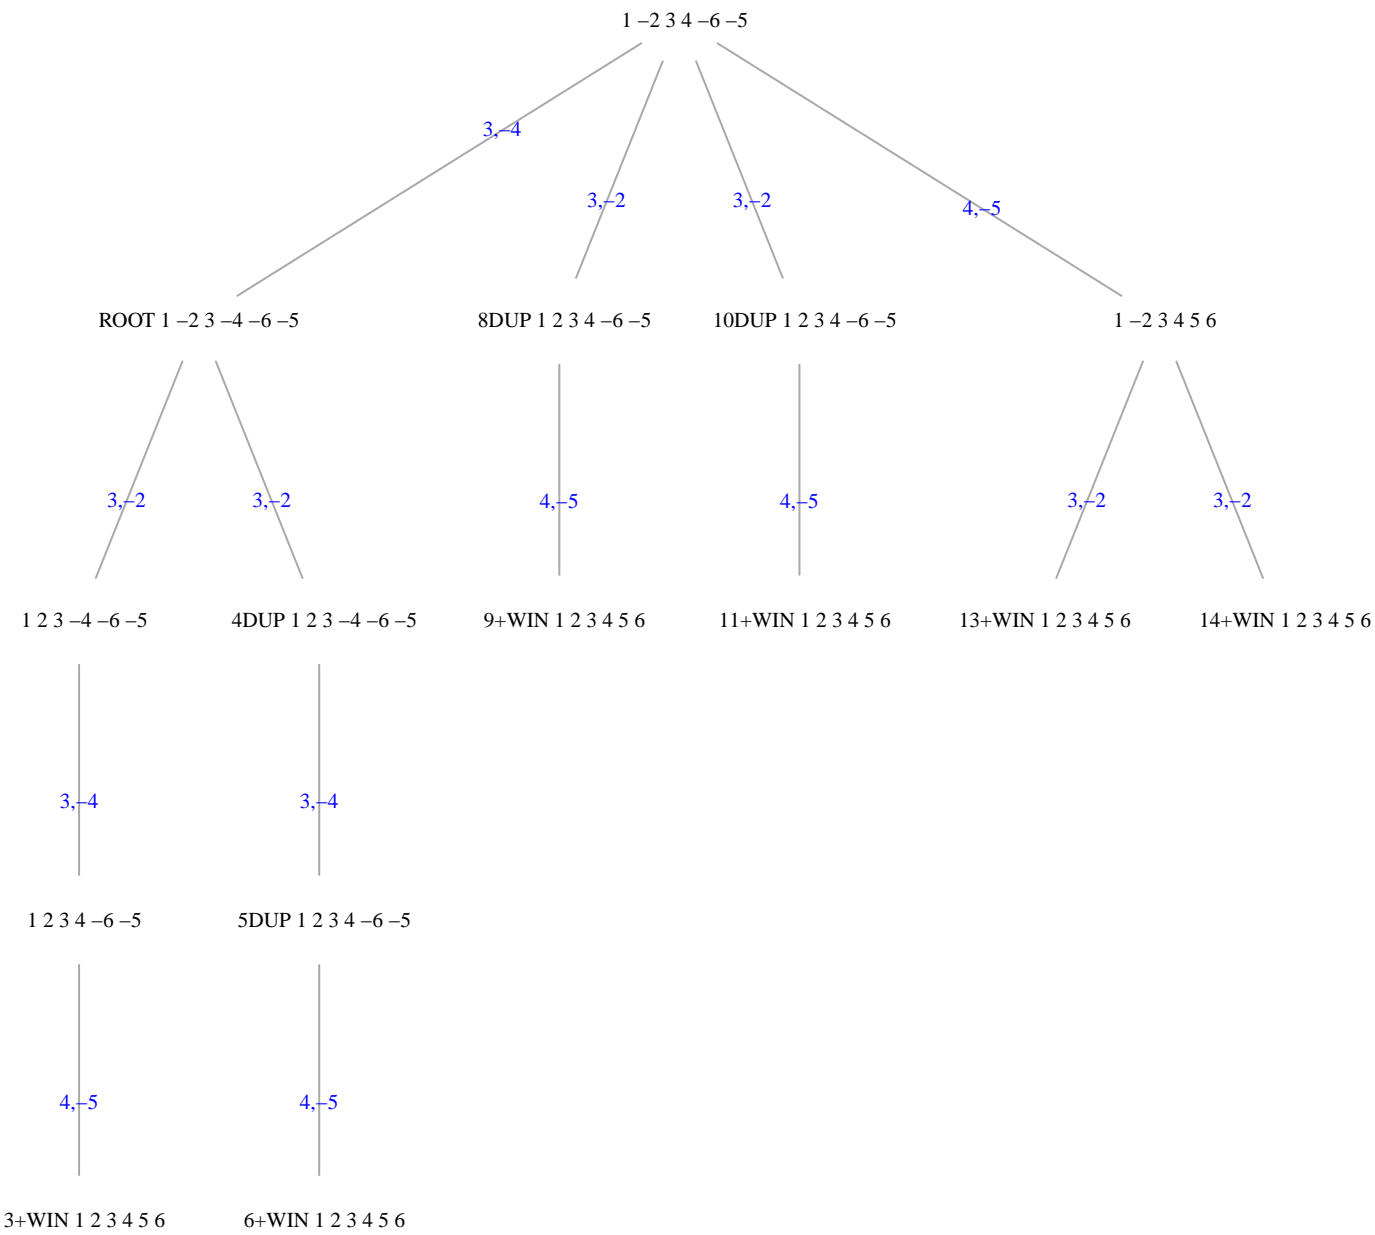 1 –2 3 4 –6 –5
3,–4
3,–2
3,–2
4,–5
ROOT 1 –2 3 –4 –6 –5
8DUP 1 2 3 4 –6 –5
10DUP 1 2 3 4 –6 –5
1 –2 3 4 5 6
3,–2
3,–2
4,–5
4,–5
3,–2
3,–2
1 2 3 –4 –6 –5
4DUP 1 2 3 –4 –6 –5
9+WIN 1 2 3 4 5 6
11+WIN 1 2 3 4 5 6
13+WIN 1 2 3 4 5 6
14+WIN 1 2 3 4 5 6
3,–4
3,–4
1 2 3 4 –6 –5
5DUP 1 2 3 4 –6 –5
4,–5
4,–5
3+WIN 1 2 3 4 5 6
6+WIN 1 2 3 4 5 6